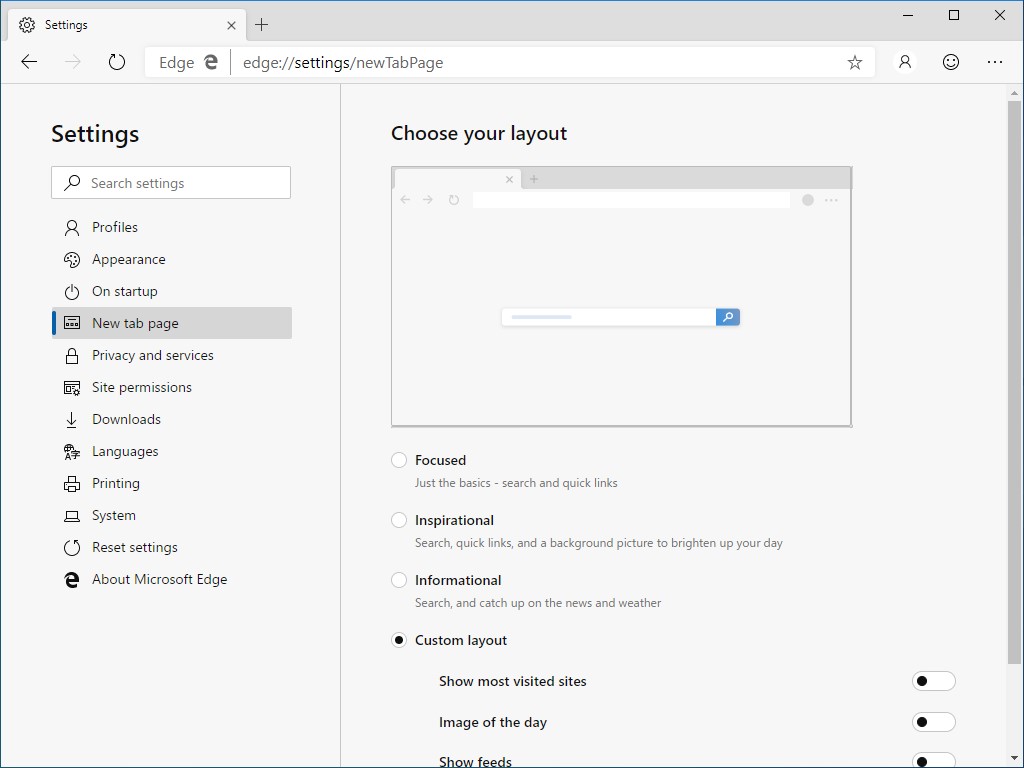 Settings
Edge edge://settings/newTabPage
Settings
Search settings
Profiles
Appearance
On startup
New tab page
Privacy and services
Site permissions
Downloads
Languages
Printing
System
Reset settings
About Microsoft Edge
Choose your layout
Focused
Just the basics - search and quick links
Inspirational
Search, quick links, and a background picture to brighten up your day
Informational
Search, and catch up on the news and weather
Custom layout
Show most visited sites
Image of the day
Show feeds